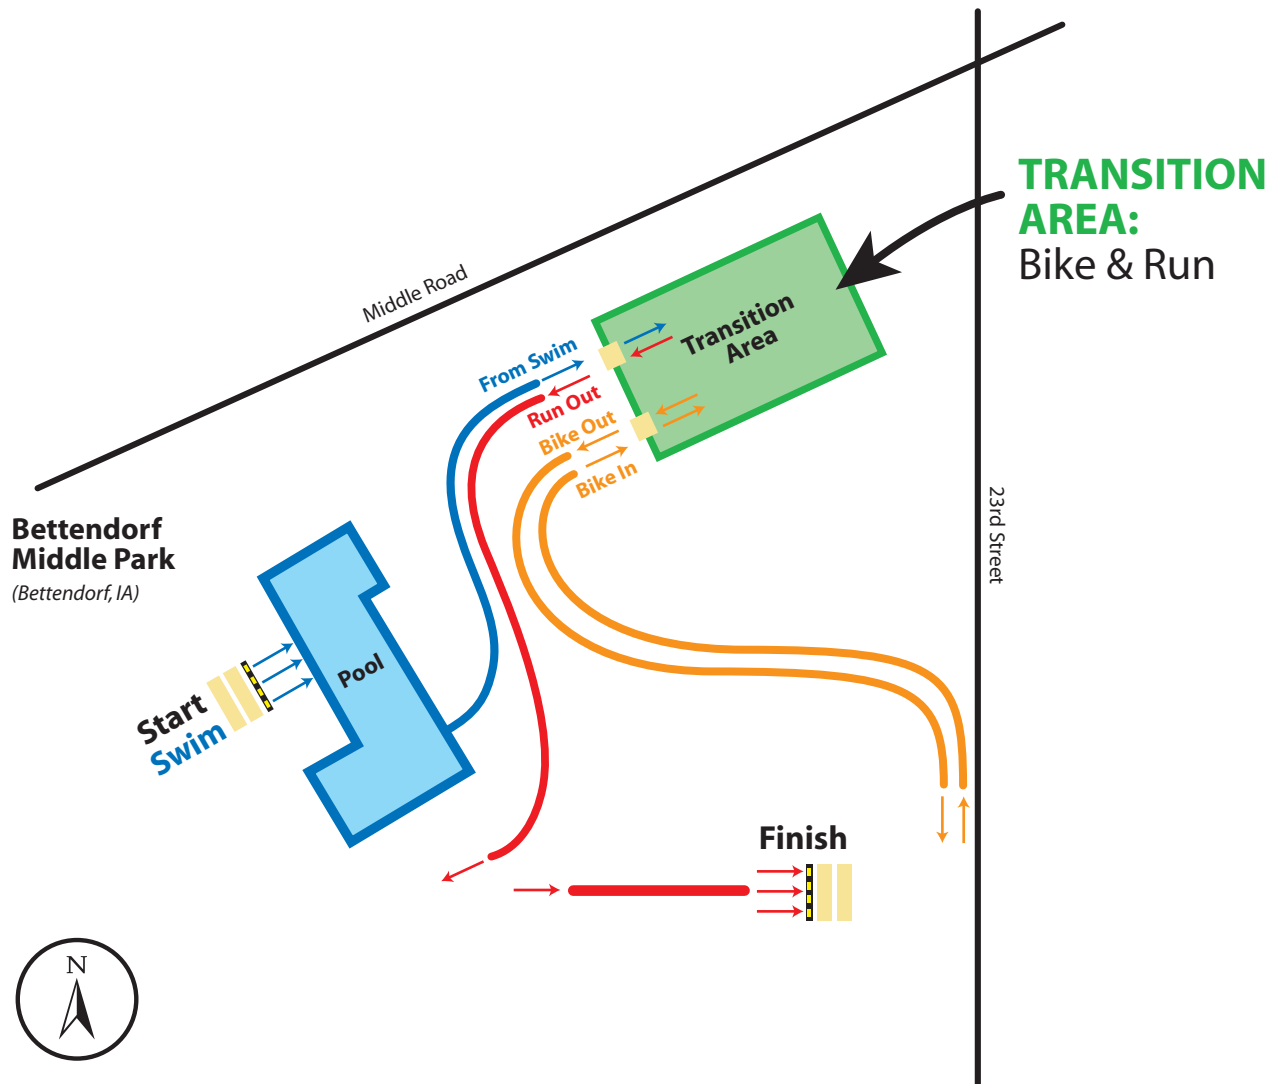 TRANSITION
AREA:
Bike & Run
Middle Road
Transition
Area
From Swim
Run Out
Bike Out
Bike In
23rd Street
Bettendorf
Middle Park
(Bettendorf, IA)
Pool
Start
Swim
Finish
N